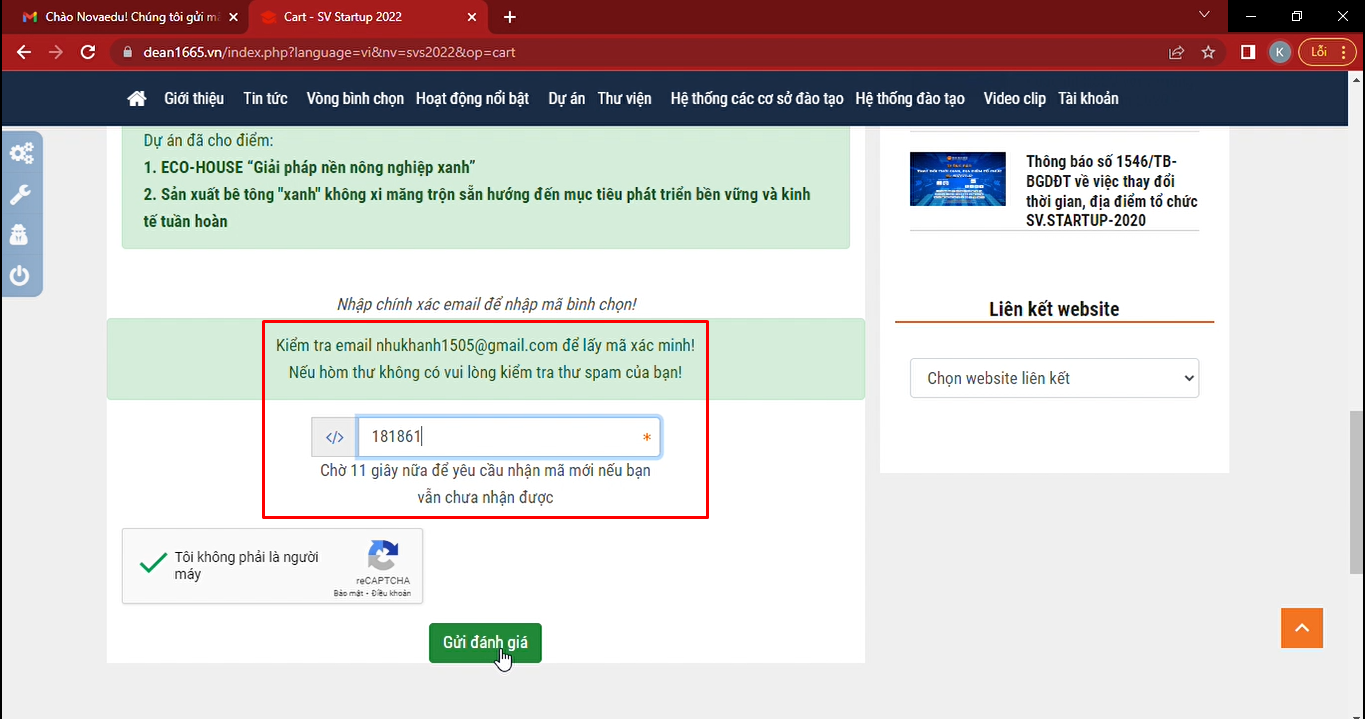 Chào Novaedu! Chúng tôi gửi mã
Cart - SV Startup 2022
dean1665.vn/index.php?language=vi&nv=svs2022&op=cart
K
Lỗi
Giới thiệu Tin tức Vòng bình chọn Hoạt động nổi bật Dự án Thư viện Hệ thống các cơ sở đào tạo Hệ thống đào tạo Video clip Tài khoản
Dự án đã cho điểm:
1. ECO-HOUSE “Giải pháp nền nông nghiệp xanh”
2. Sản xuất bê tông "xanh" không xi măng trộn sẵn hướng đến mục tiêu phát triển bền vững và kinh
tế tuần hoàn
Nhập chính xác email để nhập mã bình chọn!
Kiểm tra email nhukhanh1505@gmail.com để lấy mã xác minh!
Nếu hòm thư không có vui lòng kiểm tra thư spam của bạn!
</> 181861 *
Chờ 11 giây nữa để yêu cầu nhận mã mới nếu bạn
vẫn chưa nhận được
Tôi không phải là người
máy
reCAPTCHA
Bảo mật - Điều khoản
Gửi đánh giá
Thông báo số 1546/TB-
BGDĐT về việc thay đổi
thời gian, địa điểm tổ chức
SV.STARTUP-2020
Liên kết website
Chọn website liên kết